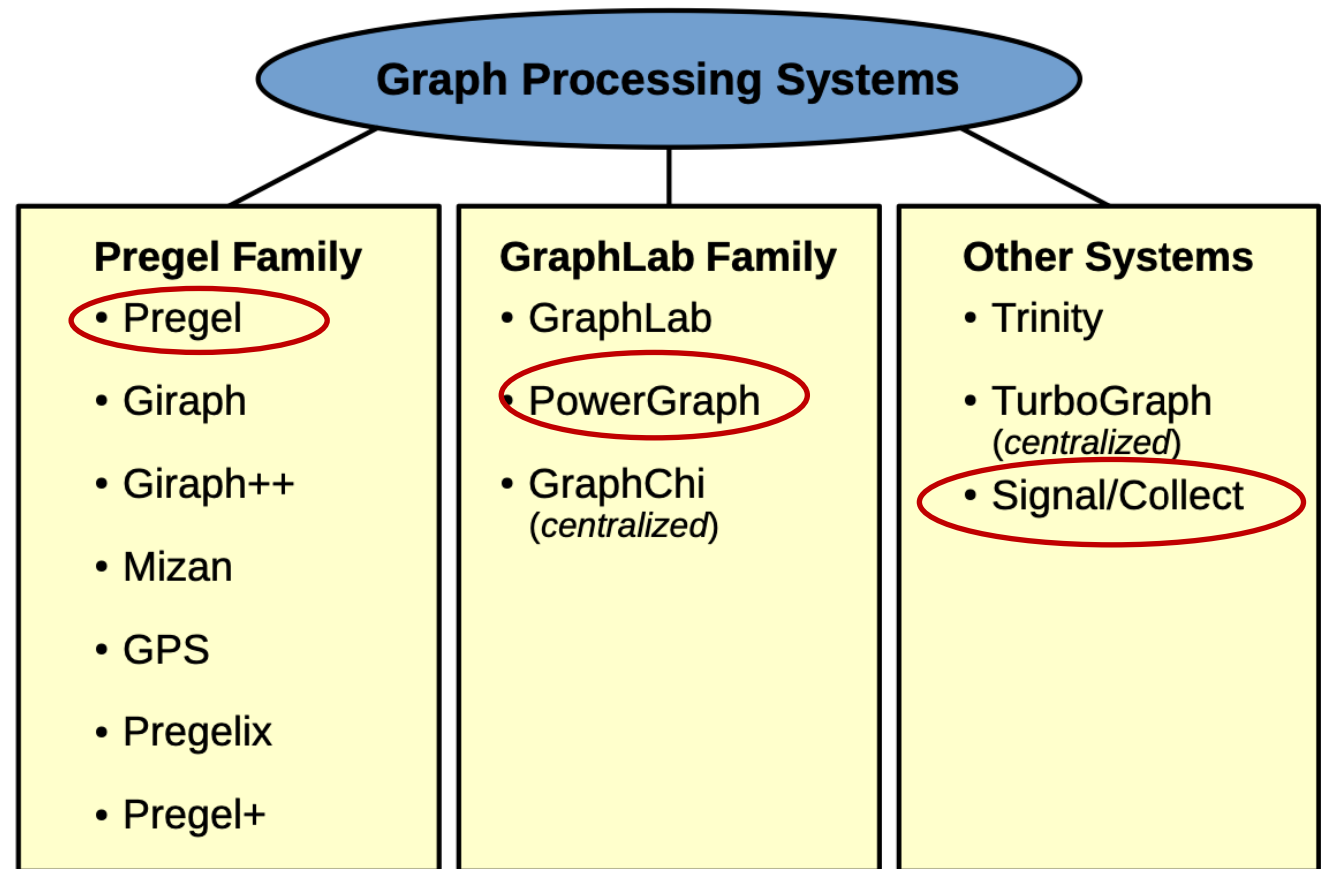 Graph Processing Systems
Pregel Family
• Pregel
• Giraph
• Giraph++
• Mizan
• GPS
• Pregelix
• Pregel+
GraphLab Family
• GraphLab
• PowerGraph
• GraphChi
(centralized)
Other Systems
• Trinity
• TurboGraph
(centralized)
• Signal/Collect